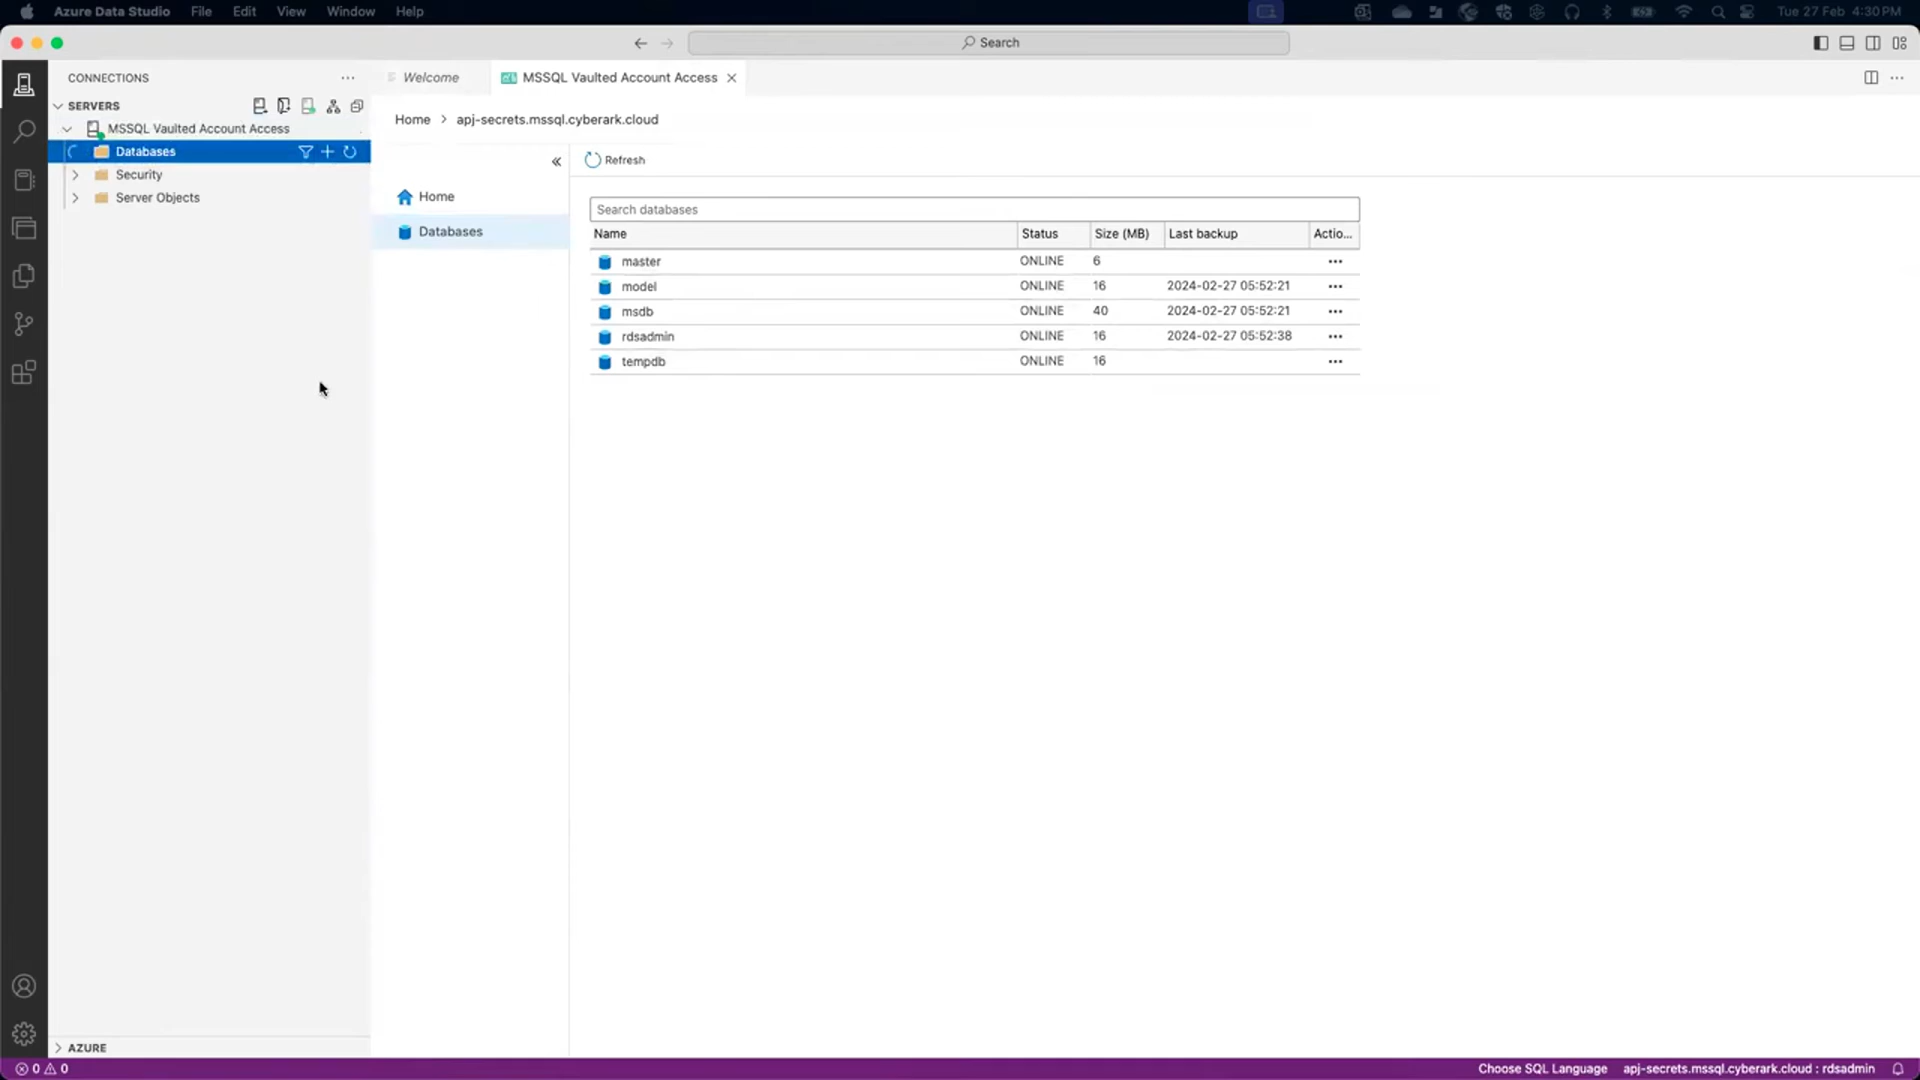 Azure Data Studio File Edit View Window Help Tue 27 Feb 4:30 PM
Search
CONNECTIONS
Welcome
MSSQL Vaulted Account Access
SERVERS
MSSQL Vaulted Account Access
Databases
Security
Server Objects
AZURE
Home > apj-secrets.mssql.cyberark.cloud
Home
Databases
Refresh
Search databases
Name Status Size (MB) Last backup Actio...
master ONLINE 6
model ONLINE 16 2024-02-27 05:52:21
msdb ONLINE 40 2024-02-27 05:52:21
rdsadmin ONLINE 16 2024-02-27 05:52:38
tempdb ONLINE 16
0 0 Choose SQL Language apj-secrets.mssql.cyberark.cloud : rdsadmin